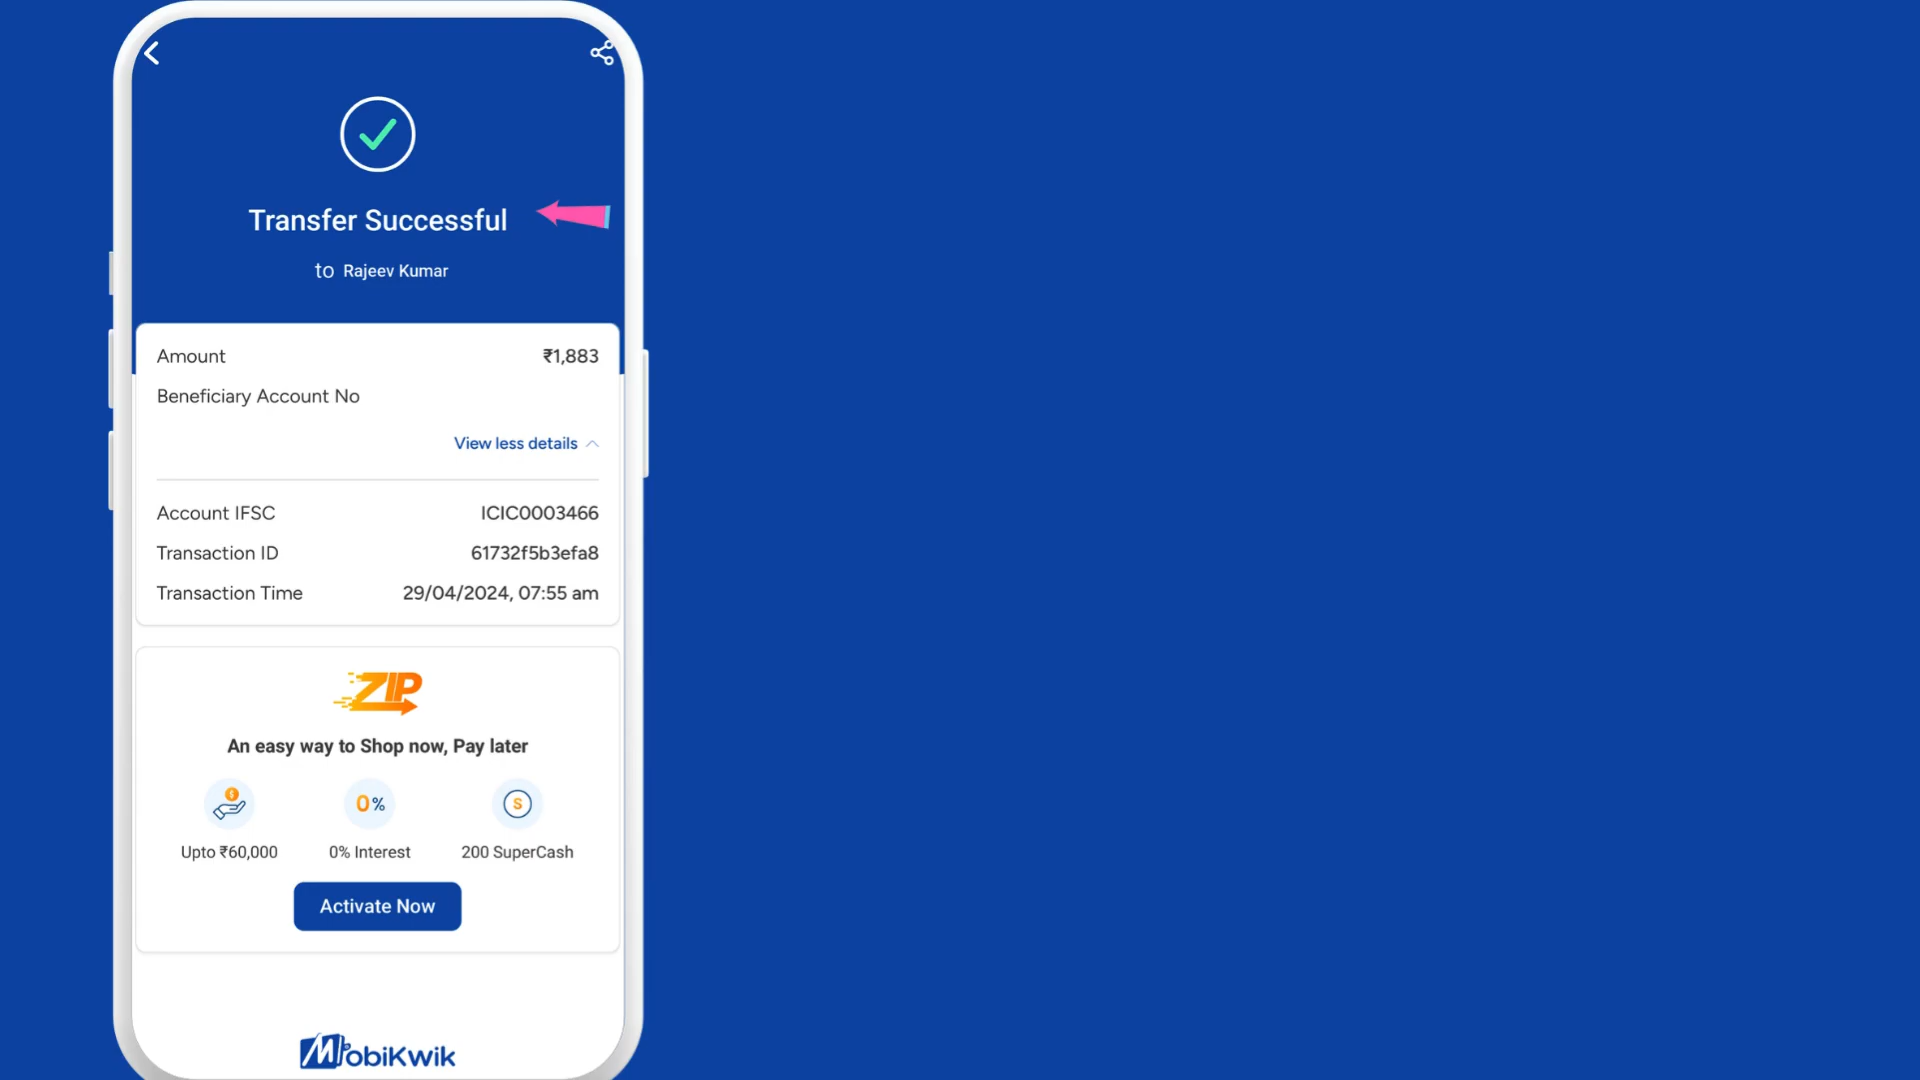 Transfer Successful
to Rajeev Kumar
Amount ₹1,883
Beneficiary Account No
View less details
Account IFSC ICIC0003466
Transaction ID 61732f5b3efa8
Transaction Time 29/04/2024, 07:55 am
ZIP
An easy way to Shop now, Pay later
0% S
Upto ₹60,000 0% Interest 200 SuperCash
Activate Now
MobiKwik